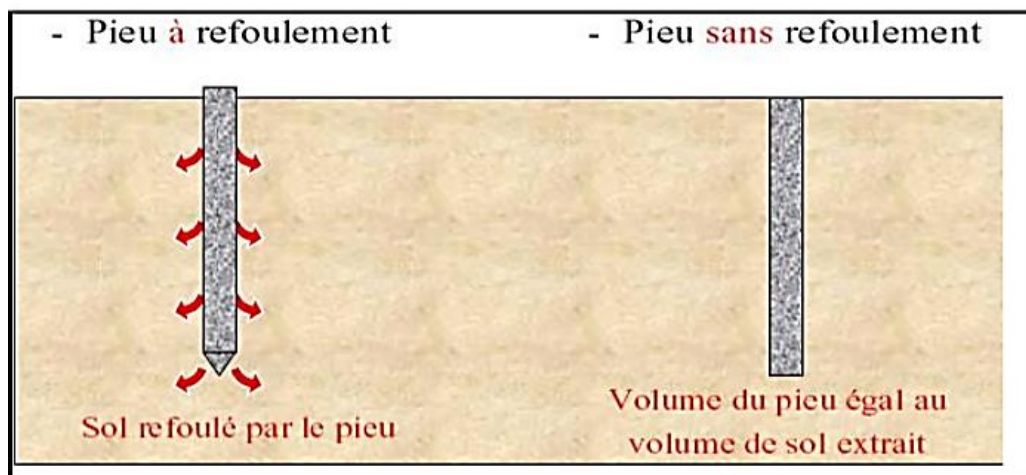 - Pieu à refoulement
- Pieu sans refoulement
Sol refoulé par le pieu
Volume du pieu égal au
volume de sol extrait